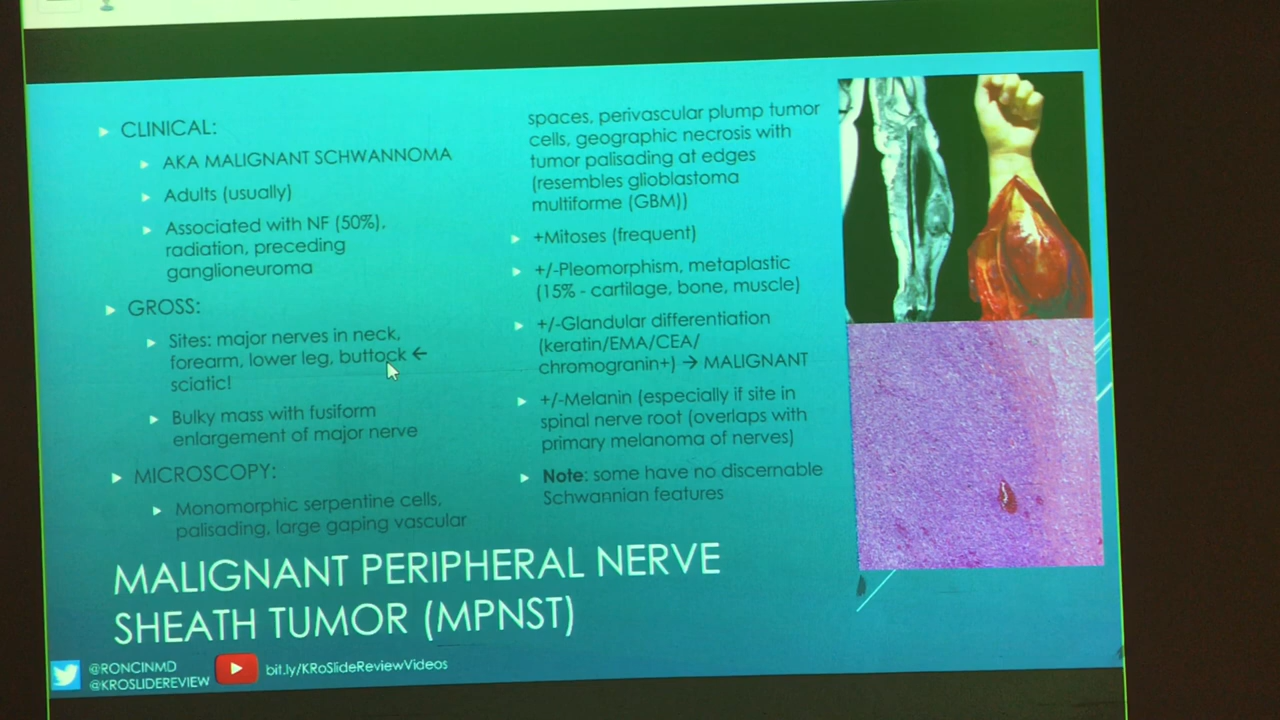 CLINICAL:
AKA MALIGNANT SCHWANNOMA
Adults (usually)
Associated with NF (50%),
radiation, preceding
ganglioneuroma
GROSS:
Sites: major nerves in neck,
forearm, lower leg, buttock ←
sciatic!
Bulky mass with fusiform
enlargement of major nerve
MICROSCOPY:
Monomorphic serpentine cells,
palisading, large gaping vascular
spaces, perivascular plump tumor
cells, geographic necrosis with
tumor palisading at edges
(resembles glioblastoma
multiforme (GBM))
+Mitoses (frequent)
+/-Pleomorphism, metaplastic
(15% - cartilage, bone, muscle)
+/-Glandular differentiation
(keratin/EMA/CEA/
chromogranin+) → MALIGNANT
+/-Melanin (especially if site in
spinal nerve root (overlaps with
primary melanoma of nerves)
Note: some have no discernable
Schwannian features
MALIGNANT PERIPHERAL NERVE
SHEATH TUMOR (MPNST)
@RONCINMD
@KROSLIDEREVIEW
bit.ly/KRoSlideReviewVideos